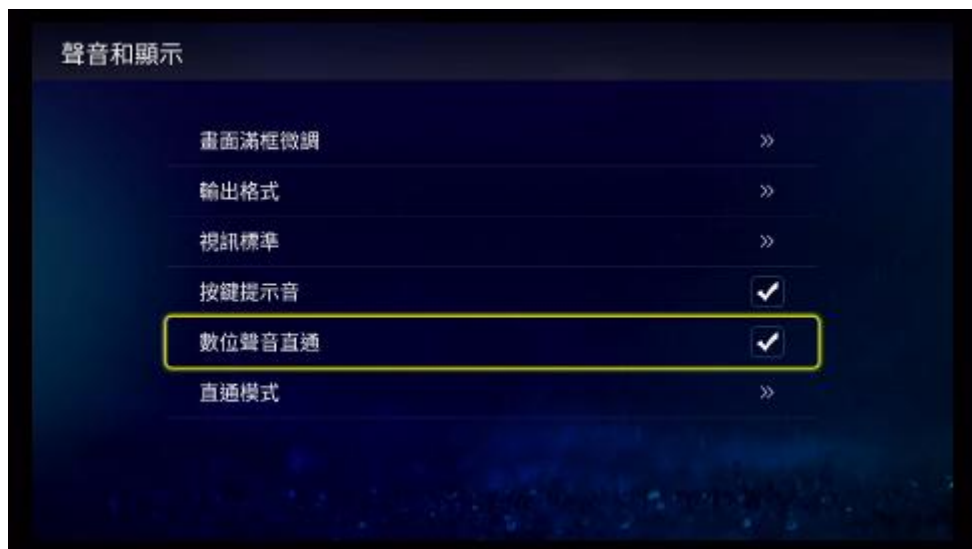 聲音和顯示
畫面滿框微調
輸出格式
視訊標準
按鍵提示音
數位聲音直通
直通模式